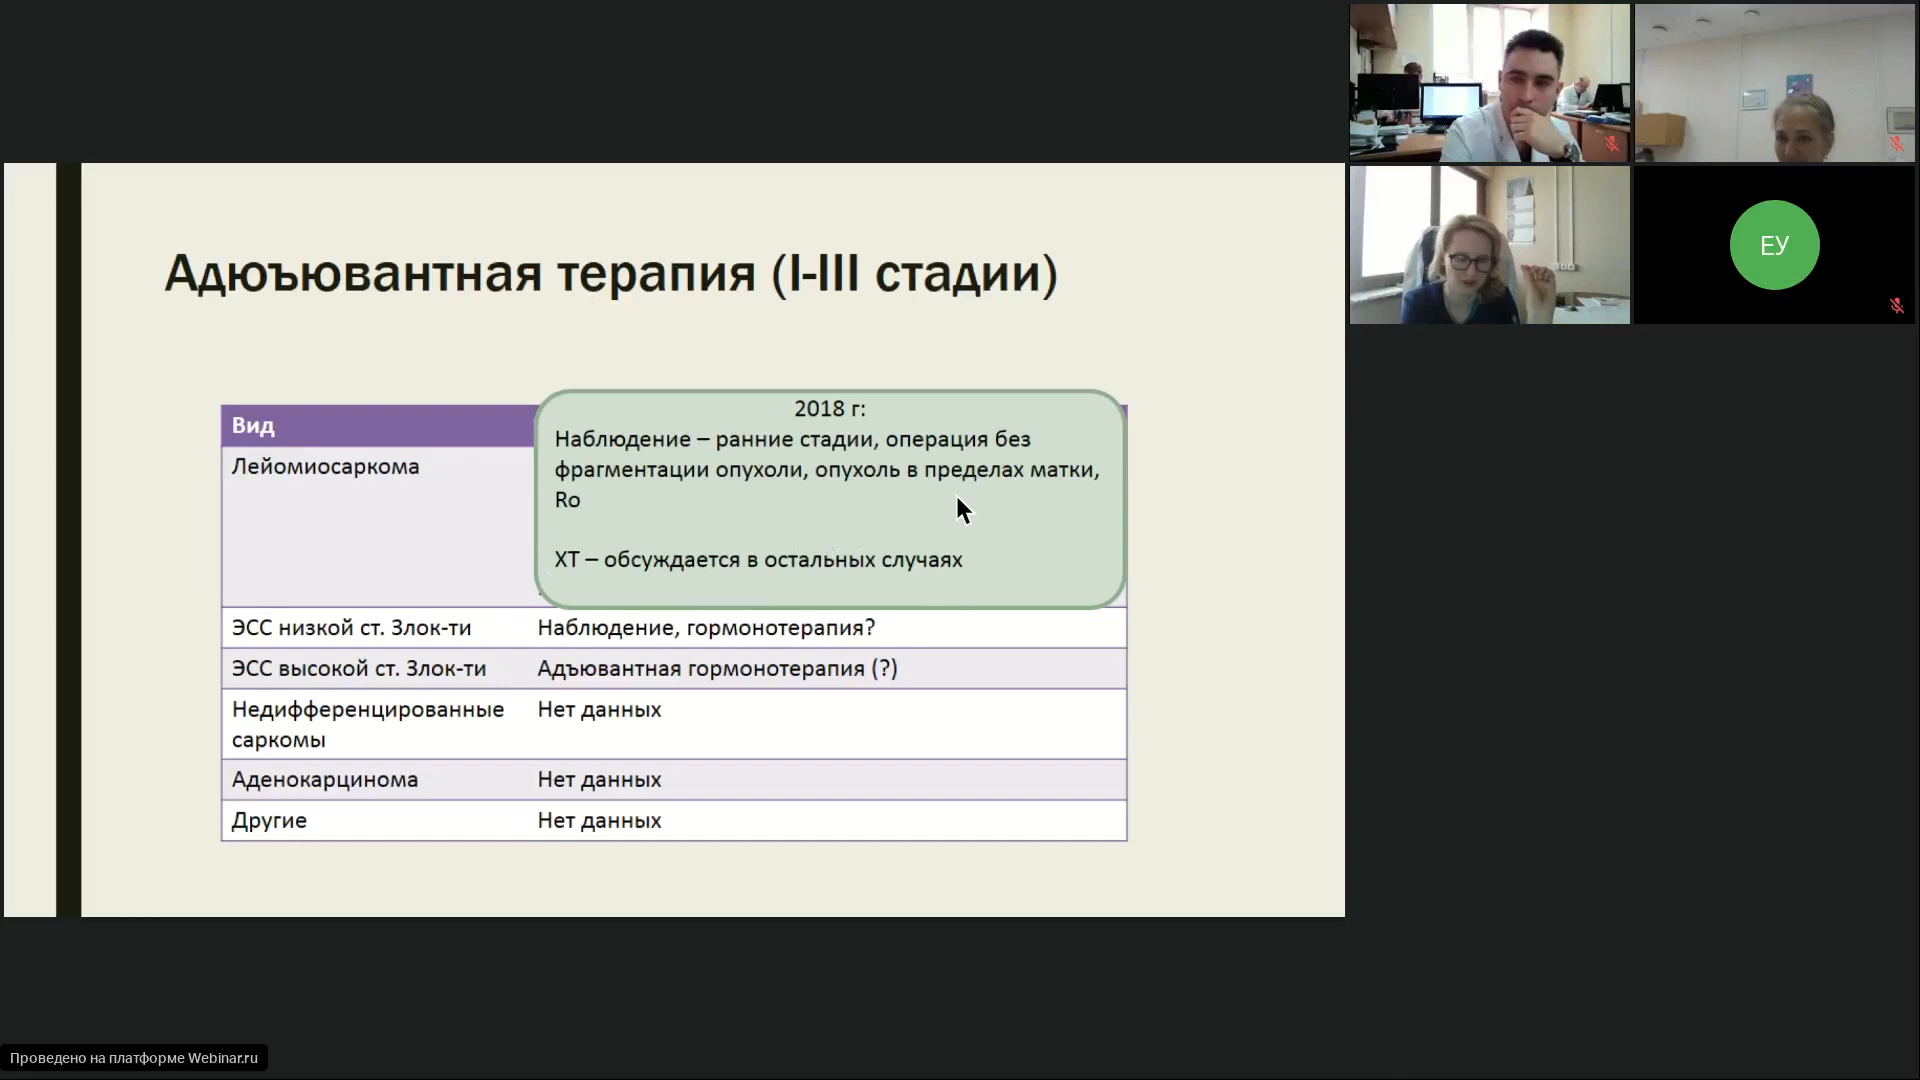 Адюъювантная терапия (I-III стадии)
Вид
2018 г:
Наблюдение – ранние стадии, операция без
фрагментации опухоли, опухоль в пределах матки,
Ro
ХТ – обсуждается в остальных случаях
Лейомиосаркома
ЭСС низкой ст. Злок-ти
Наблюдение, гормонотерапия?
ЭСС высокой ст. Злок-ти
Адъювантная гормонотерапия (?)
Недифференцированные
саркомы
Нет данных
Аденокарцинома
Нет данных
Другие
Нет данных
ЕУ
Проведено на платформе Webinar.ru